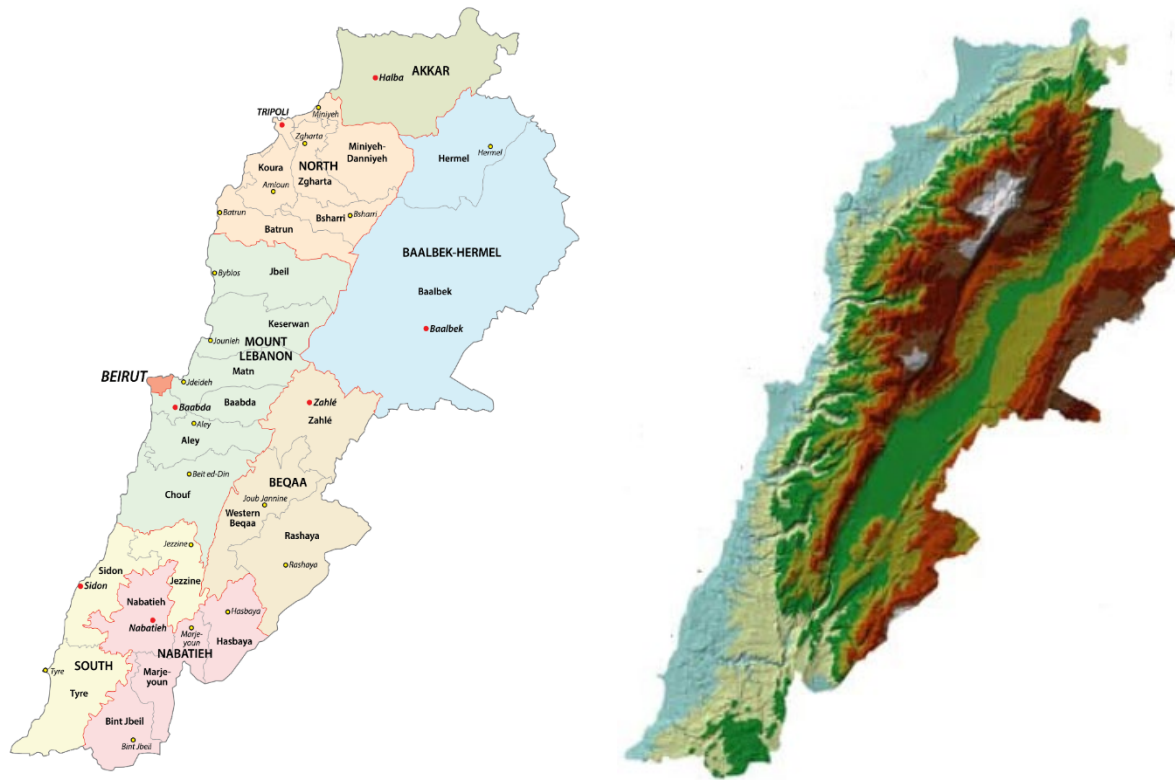 AKKAR
Halba
TRIPOLI
Miniyeh
Zgharta
Miniyeh-
Danniyeh
Hermel
Hermel
Koura
NORTH
Zgharta
Amioun
Batrun
Bsharri
Bsharri
Batrun
BAALBEK-HERMEL
Jbeil
Byblos
Baalbek
Keserwan
Baalbek
Jounieh
MOUNT
LEBANON
Matn
BEIRUT
Jdeideh
Baabda
Baabda
Zahlé
Zahlé
Aley
Aley
Beit ed-Din
BEQAA
Chouf
Joub Jannine
Western
Beqaa
Rashaya
Jezzine
Rashaya
Sidon
Jezzine
Sidon
Nabatieh
Hasbaya
Nabatieh
Marje-
youn
Hasbaya
NABATIEH
SOUTH
Tyre
Marje-
youn
Tyre
Bint Jbeil
Bint Jbeil